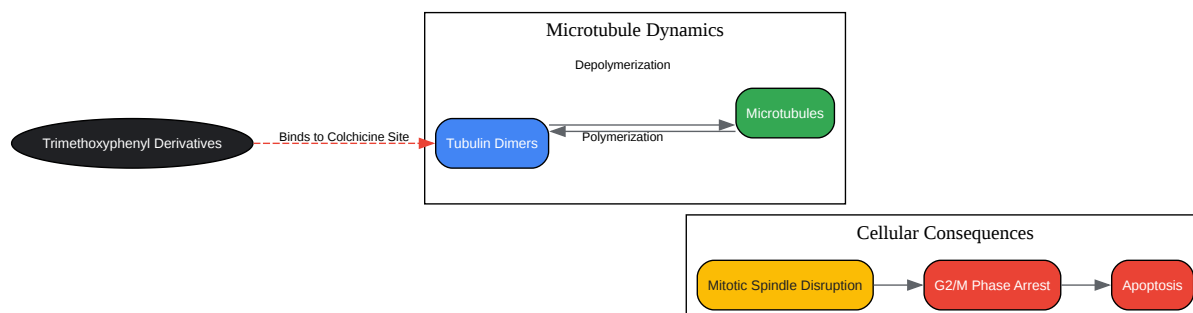 Microtubule Dynamics
Depolymerization
Microtubules
Trimethoxyphenyl Derivatives
Binds to Colchicine Site
Tubulin Dimers
Polymerization
Cellular Consequences
Mitotic Spindle Disruption
G2/M Phase Arrest
Apoptosis